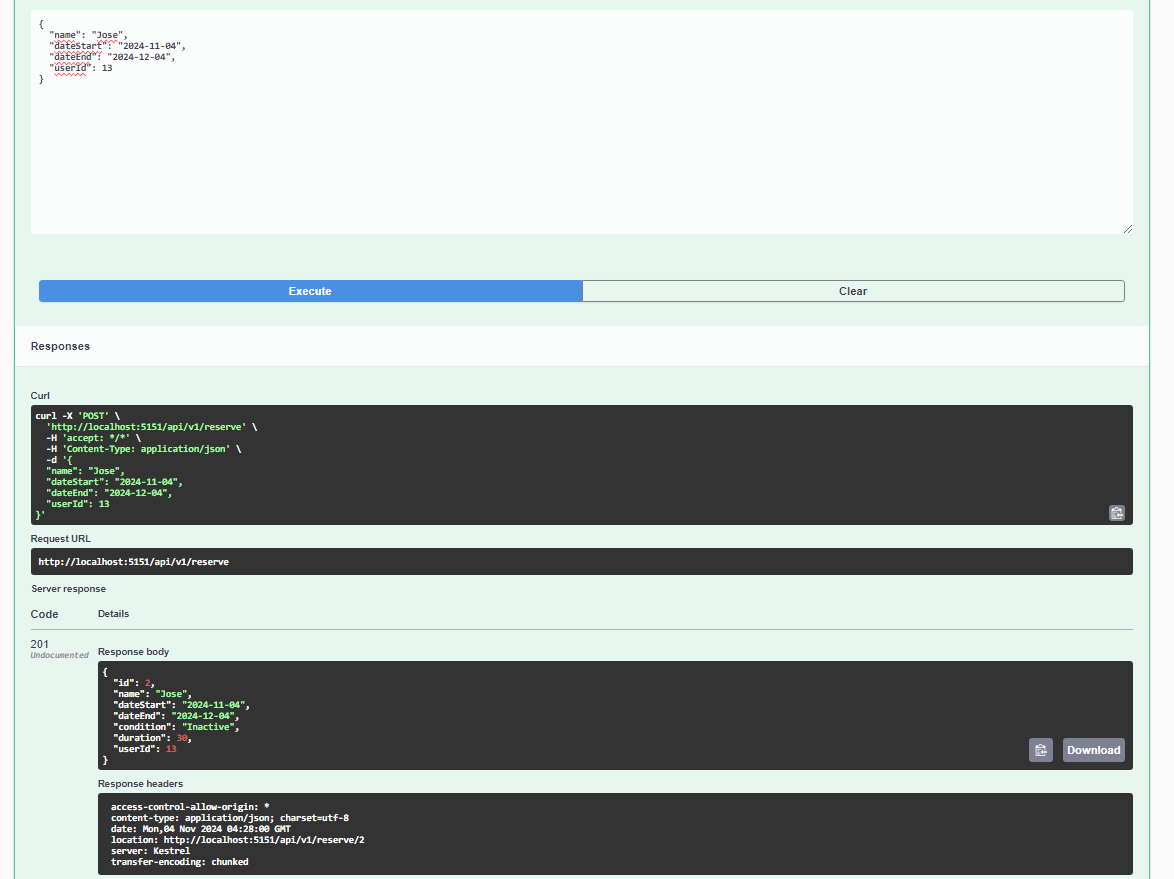 {
  "name": "Jose",
  "dateStart": "2024-11-04",
  "dateEnd": "2024-12-04",
  "userId": 13
}
Execute
Clear
Responses
Curl
curl -X 'POST' \
  'http://localhost:5151/api/v1/reserve' \
  -H 'accept: */*' \
  -H 'Content-Type: application/json' \
  -d '{
  "name": "Jose",
  "dateStart": "2024-11-04",
  "dateEnd": "2024-12-04",
  "userId": 13
}'
Request URL
http://localhost:5151/api/v1/reserve
Server response
Code Details
201
Undocumented
Response body
{
  "id": 2,
  "name": "Jose",
  "dateStart": "2024-11-04",
  "dateEnd": "2024-12-04",
  "condition": "Inactive",
  "duration": 30,
  "userId": 13
}
Download
Response headers
access-control-allow-origin: *
content-type: application/json; charset=utf-8
date: Mon,04 Nov 2024 04:28:00 GMT
location: http://localhost:5151/api/v1/reserve/2
server: Kestrel
transfer-encoding: chunked